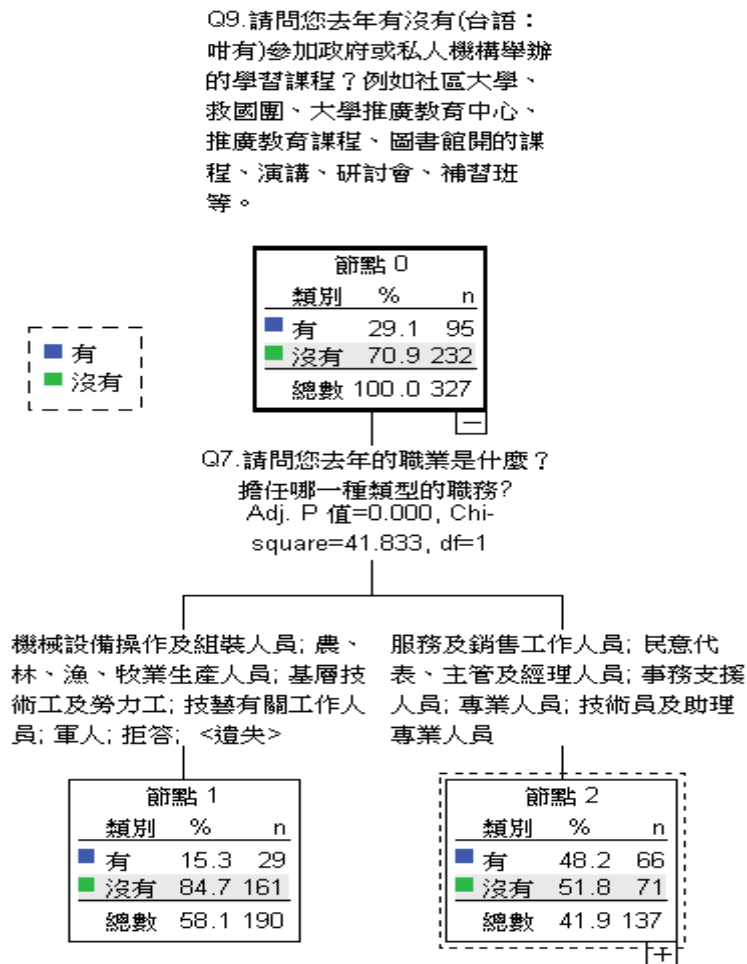 Q9.請問您去年有沒有(台語：
咁有)參加政府或私人機構舉辦
的學習課程？例如社區大學、
救國團、大學推廣教育中心、
推廣教育課程、圖書館開的課
程、演講、研討會、補習班
等。
節點 0
類別 % n
有 29.1 95
沒有 70.9 232
總數 100.0 327
有
沒有
Q7.請問您去年的職業是什麼？
擔任哪一種類型的職務?
Adj. P 值=0.000, Chi-
square=41.833, df=1
機械設備操作及組裝人員; 農、
林、漁、牧業生產人員; 基層技
術工及勞力工; 技藝有關工作人
員; 軍人; 拒答; <遺失>
服務及銷售工作人員; 民意代
表、主管及經理人員; 事務支援
人員; 專業人員; 技術員及助理
專業人員
節點 1
類別 % n
有 15.3 29
沒有 84.7 161
總數 58.1 190
節點 2
類別 % n
有 48.2 66
沒有 51.8 71
總數 41.9 137